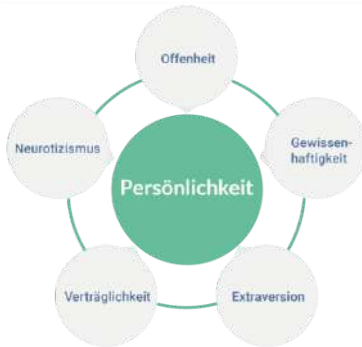 Offenheit
Gewissen-
haftigkeit
Neurotizismus
Persönlichkeit
Verträglichkeit
Extraversion